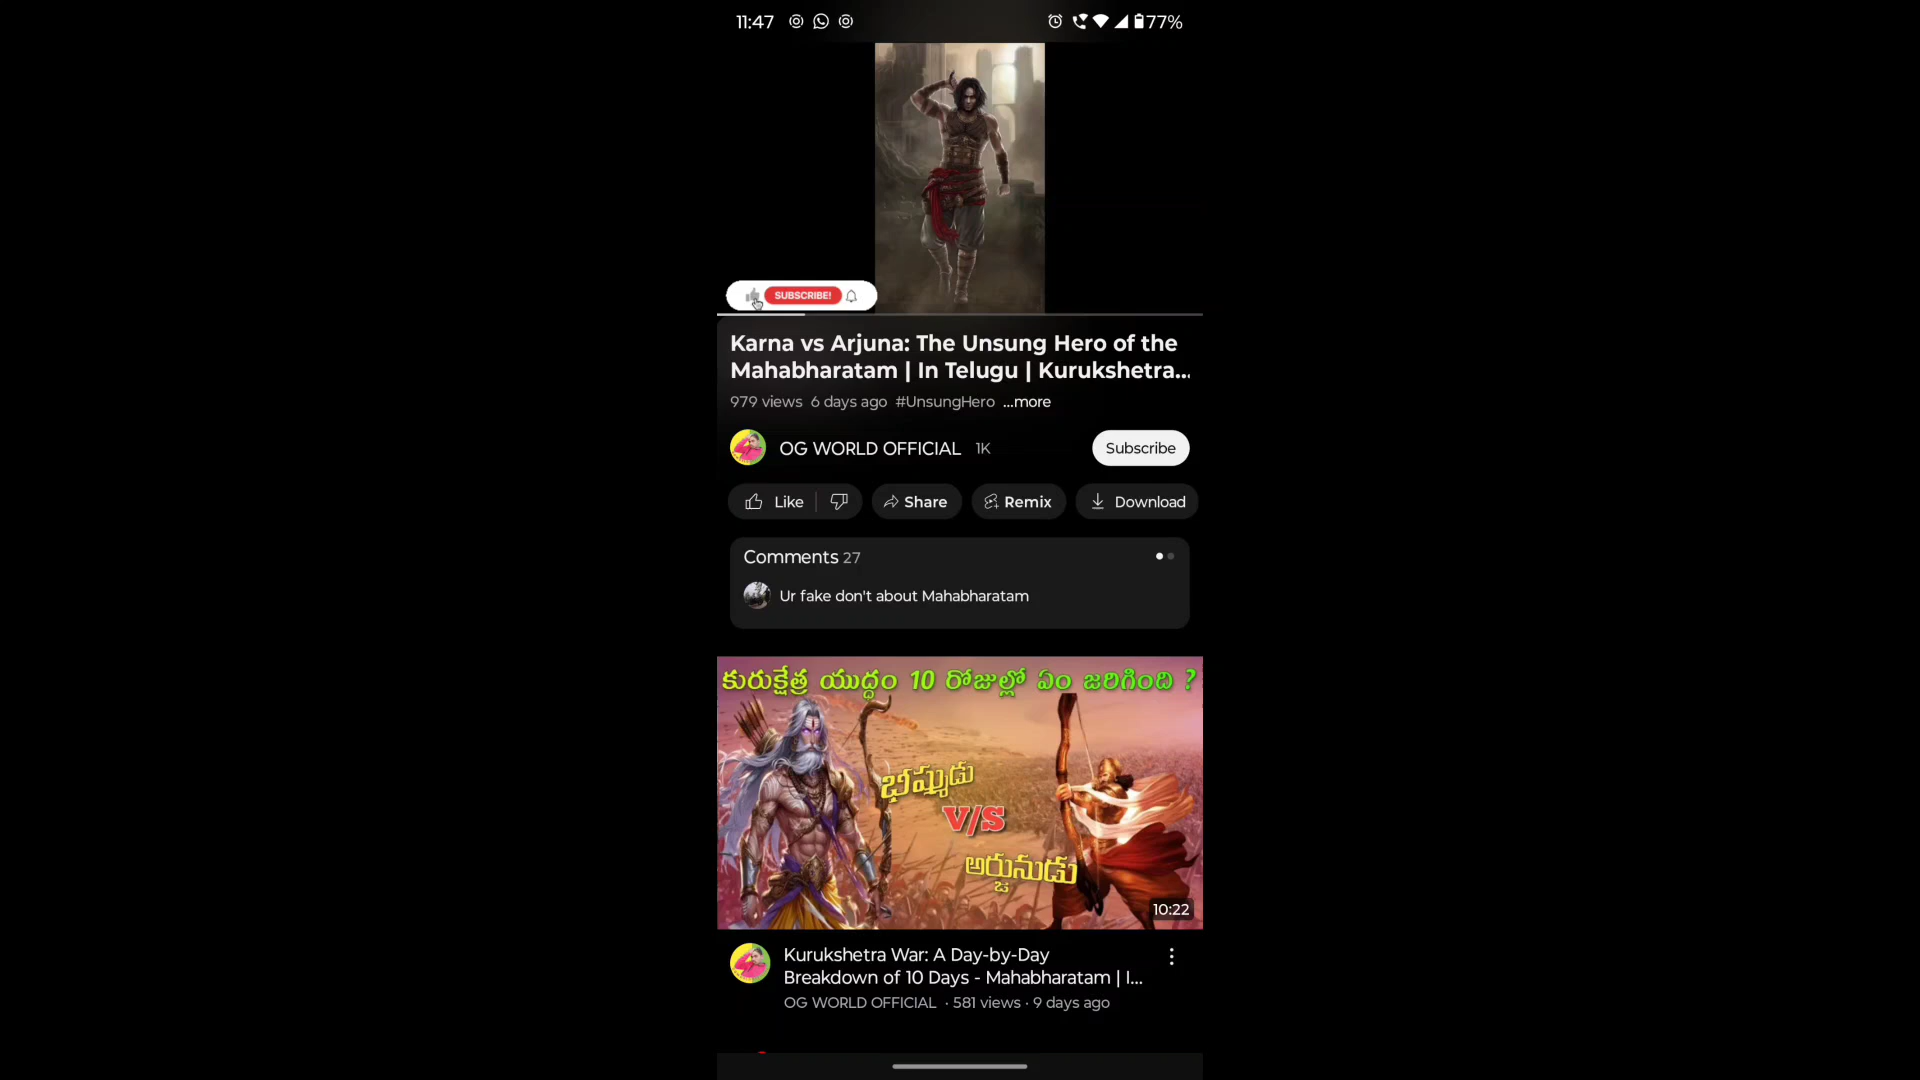 11:47
77%
SUBSCRIBE!
Karna vs Arjuna: The Unsung Hero of the
Mahabharatam | In Telugu | Kurukshetra...
979 views 6 days ago #UnsungHero ...more
OG WORLD OFFICIAL 1K
Subscribe
Like
Share
Remix
Download
Comments 27
Ur fake don't about Mahabharatam
కురుక్షేత్ర యుద్ధం 10 రోజుల్లో ఏం జరిగింది ?
భీష్ముడు
V/S
అర్జునుడు
10:22
Kurukshetra War: A Day-by-Day
Breakdown of 10 Days - Mahabharatam | I...
OG WORLD OFFICIAL · 581 views · 9 days ago